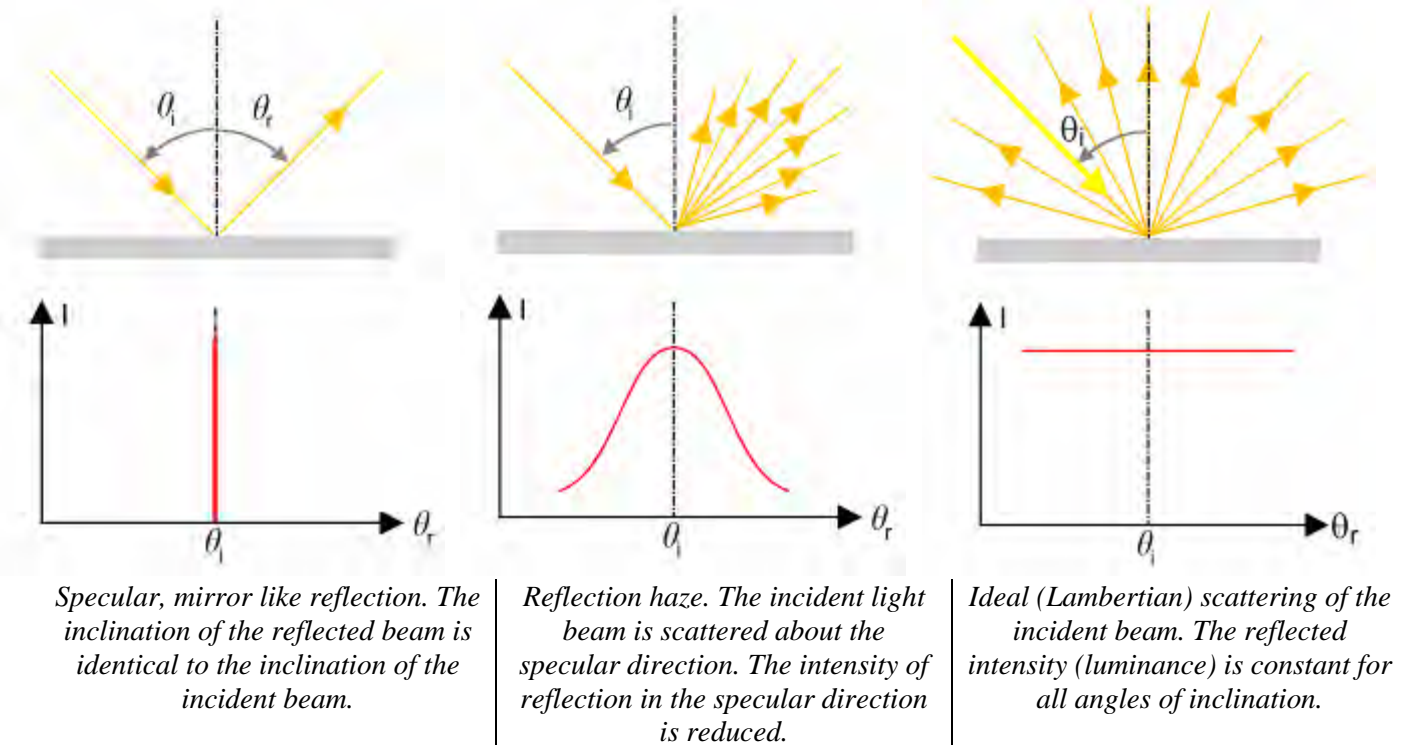 θi θr
θi
θi
I
θi
θr
I
θi
θr
I
θi
θr
Specular, mirror like reflection. The
inclination of the reflected beam is
identical to the inclination of the
incident beam.
Reflection haze. The incident light
beam is scattered about the
specular direction. The intensity of
reflection in the specular direction
is reduced.
Ideal (Lambertian) scattering of the
incident beam. The reflected
intensity (luminance) is constant for
all angles of inclination.